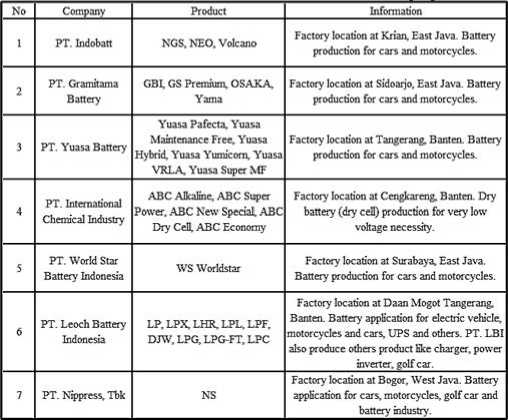 No Company Product Information
1 PT. Indobatt NGS, NEO, Volcano Factory location at Krian, East Java. Battery
production for cars and motorcycles.
2 PT. Gramitama
Battery GBI, GS Premium, OSAKA,
Yama Factory location at Sidoarjo, East Java. Battery
production for cars and motorcycles.
3 PT. Yuasa Battery Yuasa Pafecta, Yuasa
Maintenance Free, Yuasa
Hybrid, Yuasa Yumicorn, Yuasa
VRLA, Yuasa Super MF Factory location at Tangerang, Banten. Battery
production for cars and motorcycles.
4 PT. International
Chemical Industry ABC Alkaline, ABC Super
Power, ABC New Special, ABC
Dry Cell, ABC Economy Factory location at Cengkareng, Banten. Dry
battery (dry cell) production for very low
voltage necessity.
5 PT. World Star
Battery Indonesia WS Worldstar Factory location at Surabaya, East Java.
Battery production for cars and motorcycles.
6 PT. Leoch Battery
Indonesia LP, LPX, LHR, LPL, LPF,
DJW, LPG, LPG-FT, LPC Factory location at Daan Mogot Tangerang,
Banten. Battery application for electric vehicle,
motorcycles and cars, UPS and others. PT. LBI
also produce others product like charger, power
inverter, golf car.
7 PT. Nippress, Tbk NS Factory location at Bogor, West Java. Battery
application for cars, motorcycles, golf car and
battery industry.